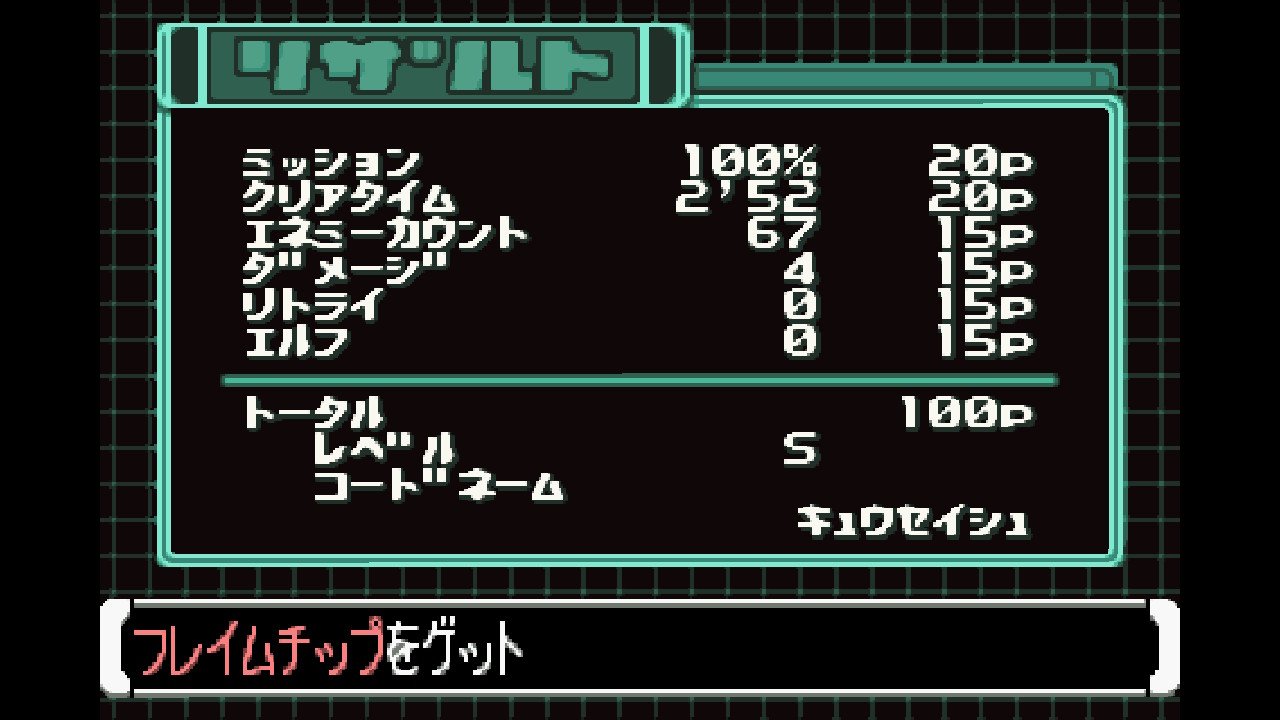 リザルト
ミッション 100% 20p
クリアタイム 2'52 20p
エネミーカウント 67 15p
ダメージ 4 15p
リトライ 0 15p
エルフ 0 15p
トータル 100p
レベル S
コードネーム
キュウセイシュ
フレイムチップをゲット